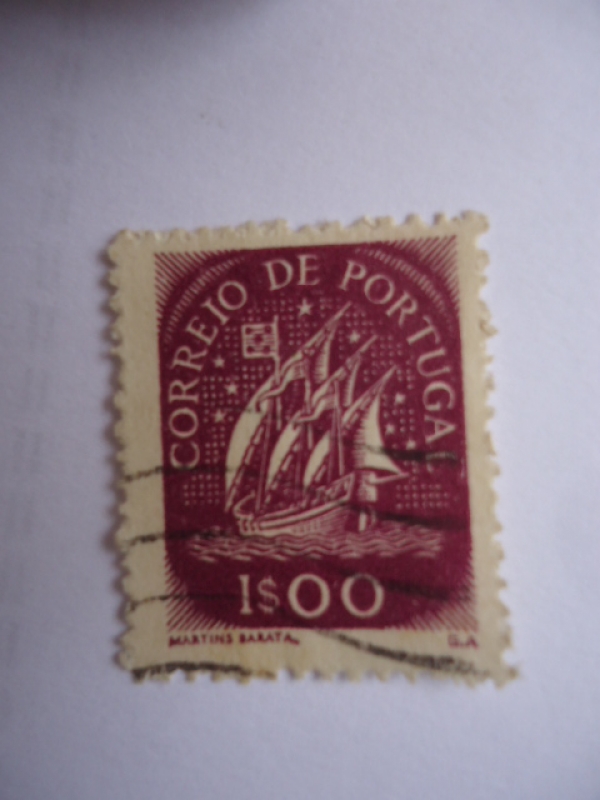 CORREIO DE PORTUGAL
1$00
MARTINS BARATA